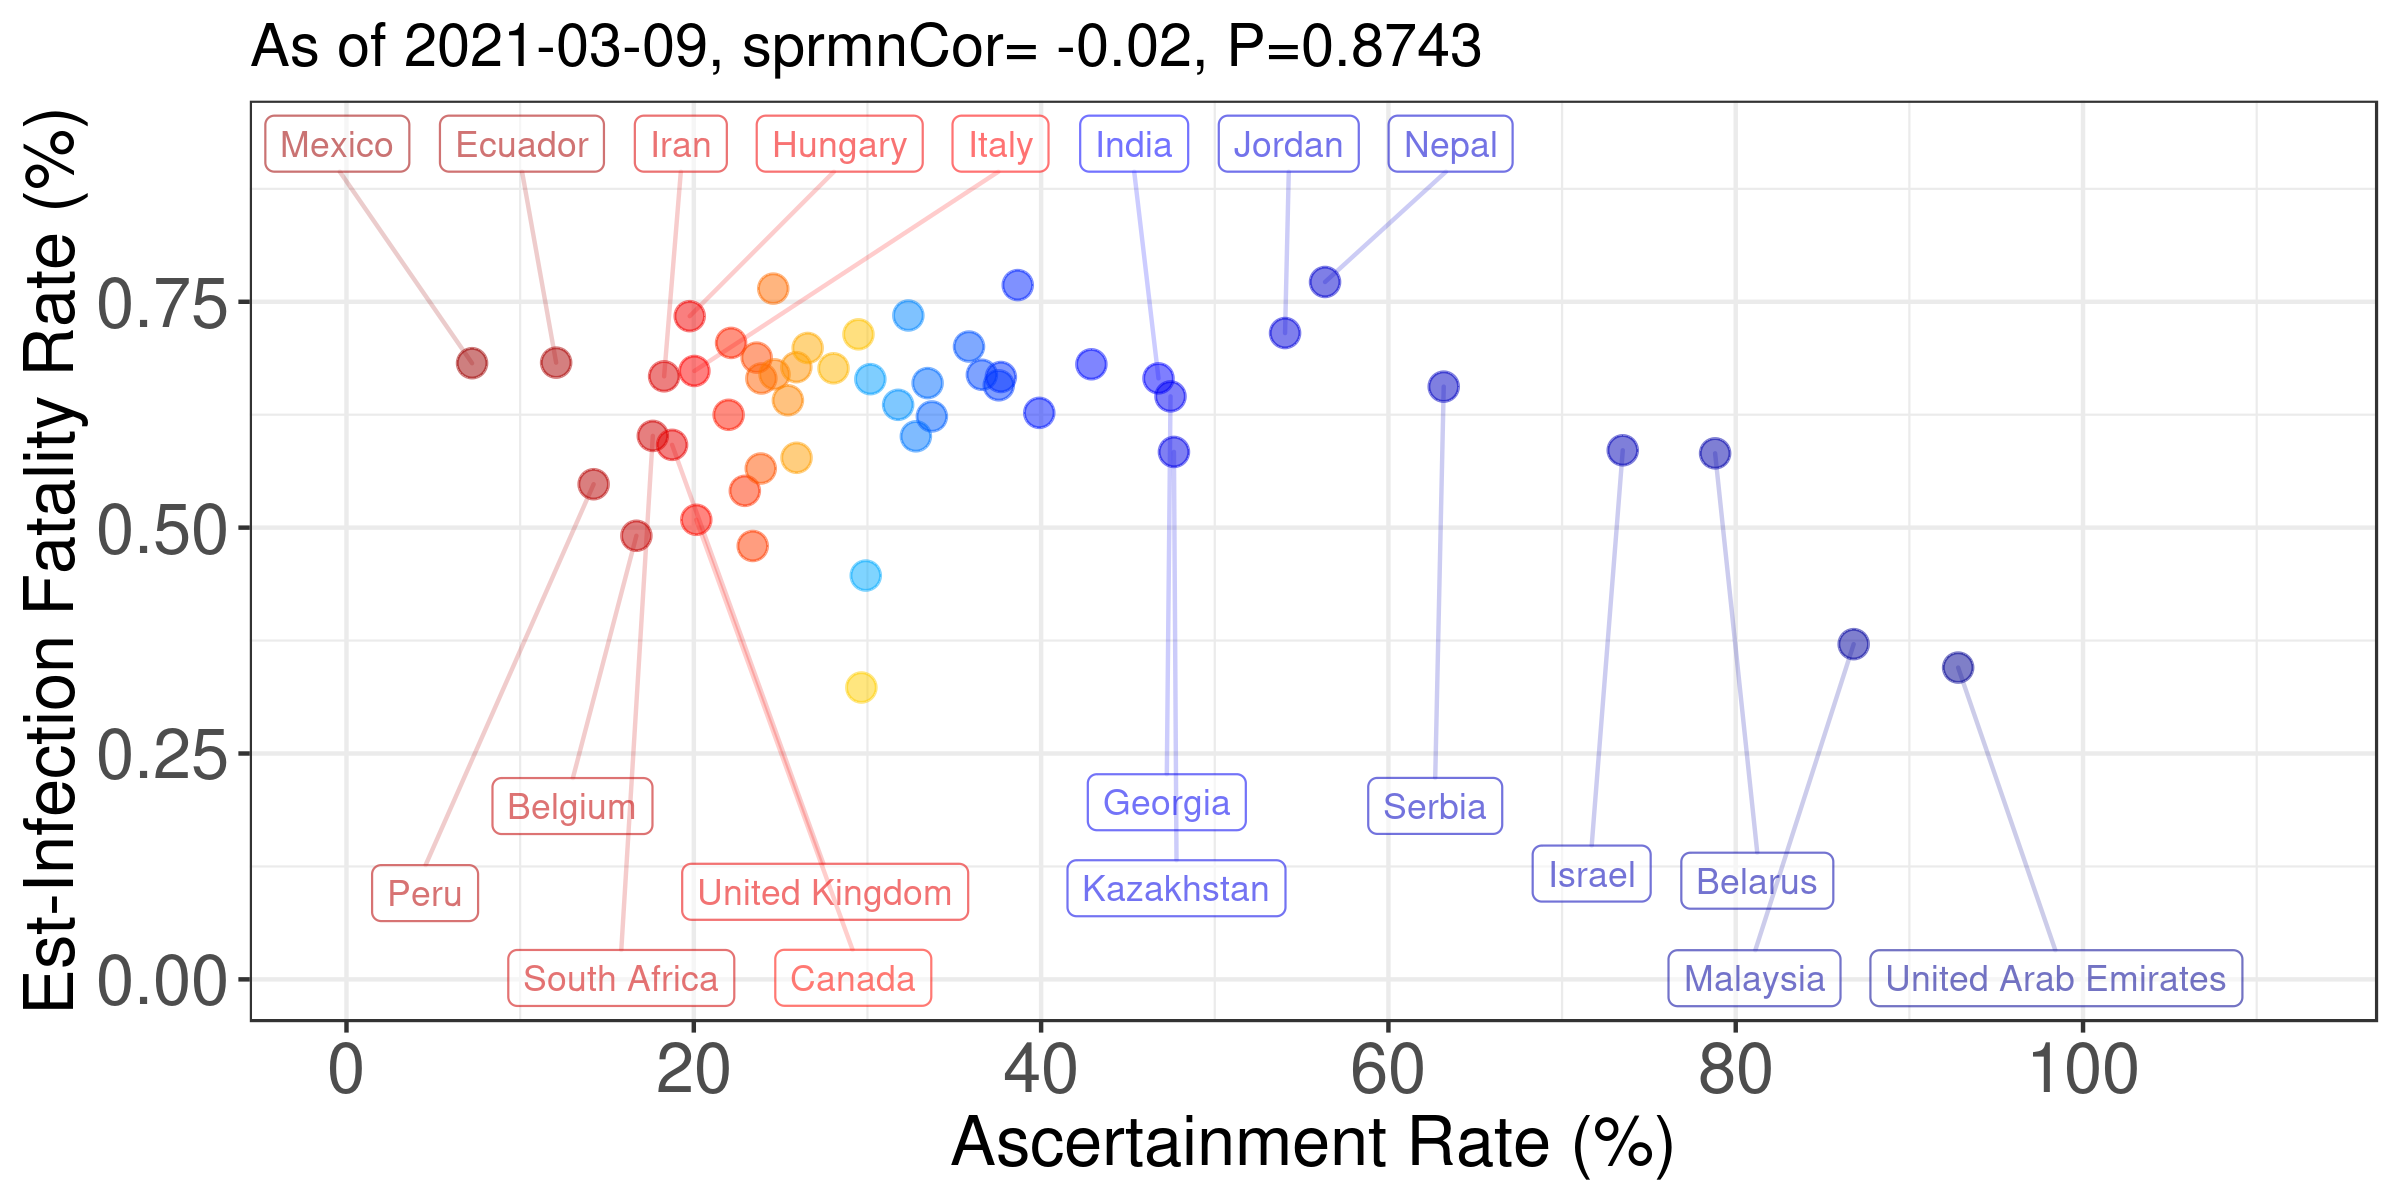 As of 2021-03-09, sprmnCor= -0.02, P=0.8743
Est-Infection Fatality Rate (%)
Mexico
Ecuador
Iran
Hungary
Italy
India
Jordan
Nepal
0.75
0.50
0.25
0.00
Belgium
Georgia
Serbia
Peru
United Kingdom
Kazakhstan
Israel
Belarus
South Africa
Canada
Malaysia
United Arab Emirates
0
20
40
60
80
100
Ascertainment Rate (%)